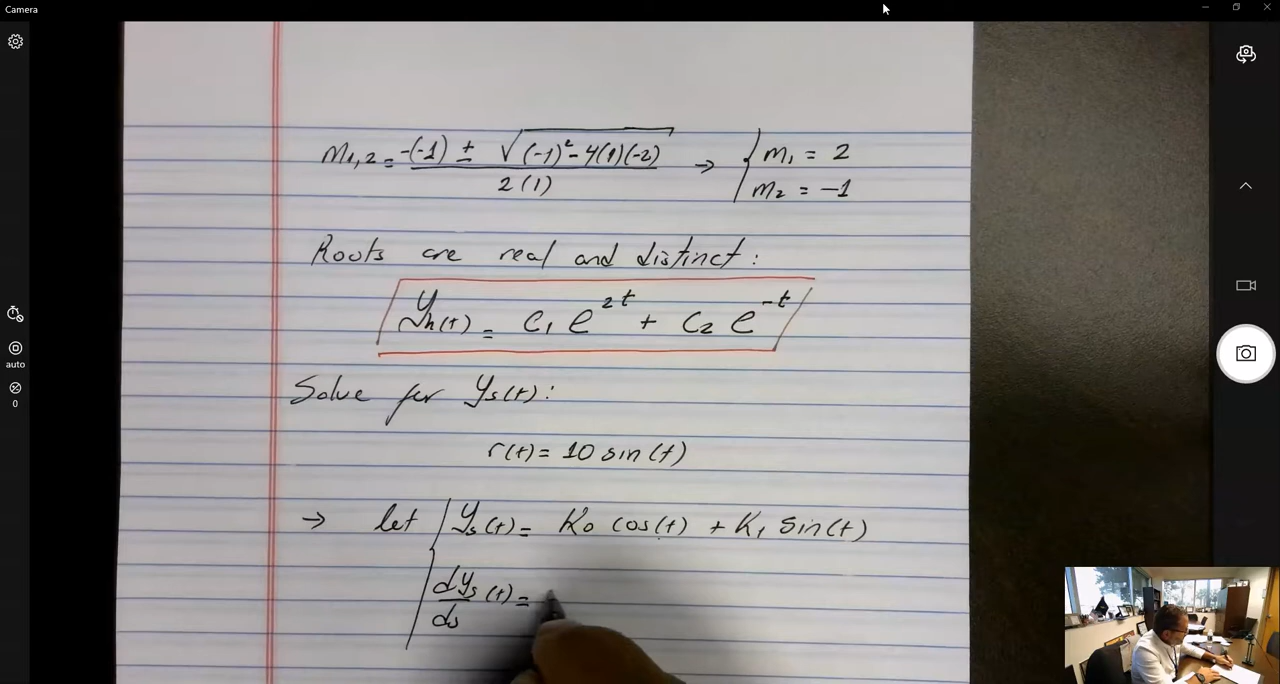 Camera
m1,2 = -(-1) ± √(-1)² - 4(1)(-2) / 2(1) → { m1 = 2
m2 = -1
Roots are real and distinct:
yh(t) = C1 e^2t + C2 e^-t
Solve for ys(t):
r(t) = 10 sin(t)
→ let { ys(t) = K0 cos(t) + K1 sin(t)
dys/ds (t) =
auto
0